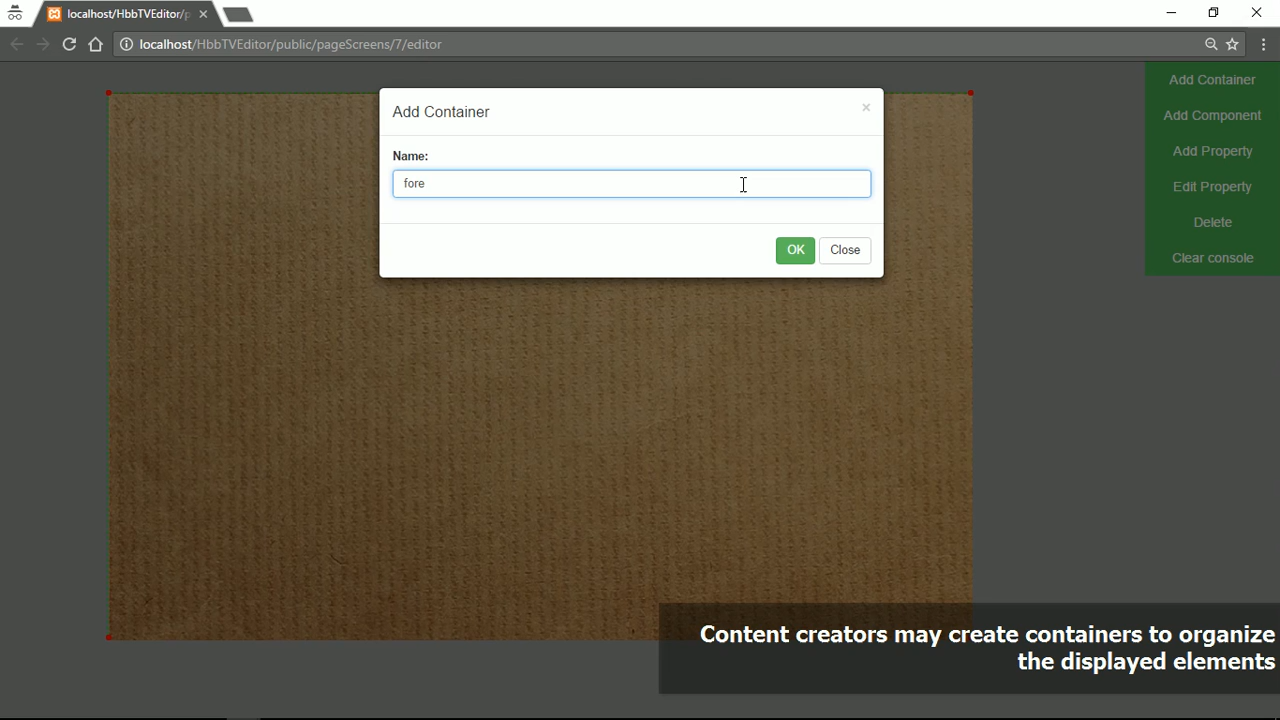 localhost/HbbTVEditor/p
localhost/HbbTVEditor/public/pageScreens/7/editor
Add Container
Add Component
Add Property
Edit Property
Delete
Clear console
Add Container
×
Name:
fore
OK
Close
Content creators may create containers to organize
the displayed elements